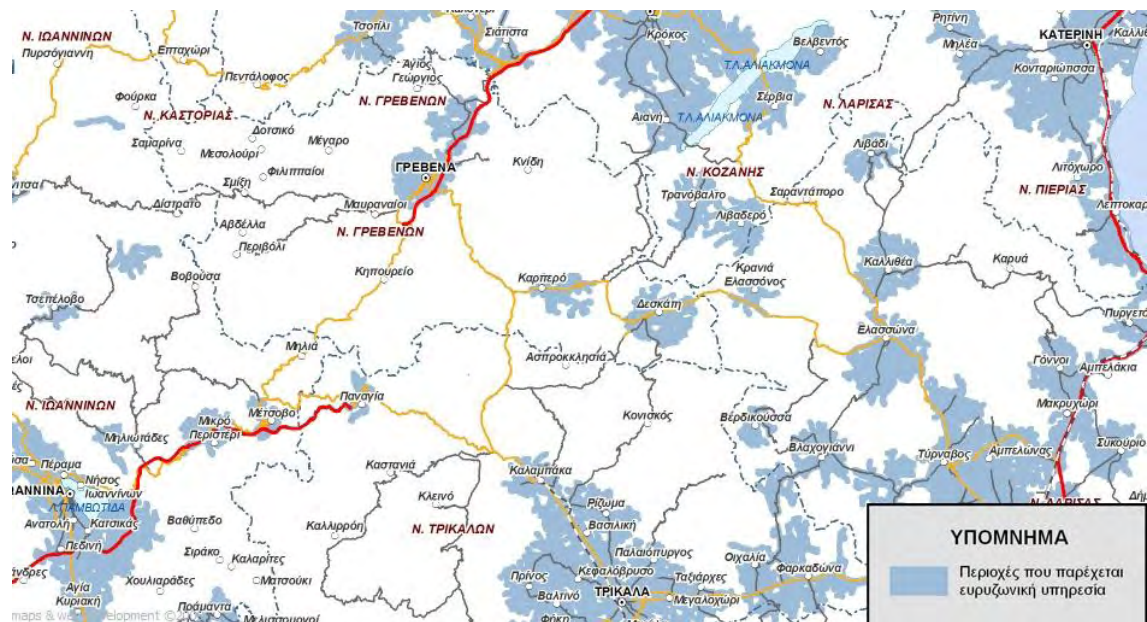 Ν. ΙΩΑΝΝΙΝΩΝ
Πυρσόγιαννη
Επταχώρι
Τσοτίλι
Πεντάλοφος
Σιάτιστα
Άγιος
Γεώργιος
Κρόκος
Βελβεντός
Τ.Λ.ΑΛΙΑΚΜΟΝΑ
Σέρβια
Ρητίνη
Μηλέα
ΚΑΤΕΡΙΝΗ
Κονταριώτισσα
Φούρκα
Ν. ΚΑΣΤΟΡΙΑΣ
Ν. ΓΡΕΒΕΝΩΝ
Αιανή
Τ.Λ.ΑΛΙΑΚΜΟΝΑ
Ν. ΛΑΡΙΣΑΣ
Δοτσικό
Σαμαρίνα
Μεσολούρι
Μέγαρο
Φιλιππαίοι
Σμίξη
ΓΡΕΒΕΝΑ
Κνίδη
Λιβάδι
Λιτόχωρο
Ν. ΠΙΕΡΙΑΣ
Ν. ΚΟΖΑΝΗΣ
Τρανόβαλτο
Λιβαδερό
Σαραντάπορο
Λεπτοκαρ
Δίστρατο
Αβδέλλα
Περιβόλι
Μαυραναίοι
Ν. ΓΡΕΒΕΝΩΝ
Βοβούσα
Κηπουρείο
Καρπερό
Κρανιά
Ελασσόνος
Καλλιθέα
Καρυά
Τσεπέλοβο
Δεσκάτη
Ελασσώνα
Πυργετό
Γόννοι
Αμπελάκια
Μηλιά
Ασπροκκλησιά
Παναγία
Κονισκός
Βερδικούσσα
Μακρυχώρι
Ν. ΙΩΑΝΝΙΝΩΝ
Μηλιωτάδες
Μικρό
Περιστέρι
Μέτσοβο
Βλαχογιάννι
Τύρναβος
Αμπελώνας
Συκούριο
Πέραμα
Νήσος
Ιωαννίνων
Καστανιά
Καλαμπάκα
Κλεινό
Καλλιρρόη
Ν. ΤΡΙΚΑΛΩΝ
Ρίζωμα
Βασιλική
Παλαιόπυργος
Ανατολή
Κατσικάς
Πεδινή
Βαθύπεδο
Σιράκο
Καλαρίτες
Ματσούκι
Χουλιαράδες
Αγία
Κυριακή
Πράμαντα
Πρίνος
Βαλτινό
Κεφαλόβρυσο
ΤΡΙΚΑΛΑ
Ταξιάρχες
Μεγαλοχώρι
Οιχαλία
Φαρκαδώνα
ΥΠΟΜΝΗΜΑ
Περιοχές που παρέχεται
ευρυζωνική υπηρεσία